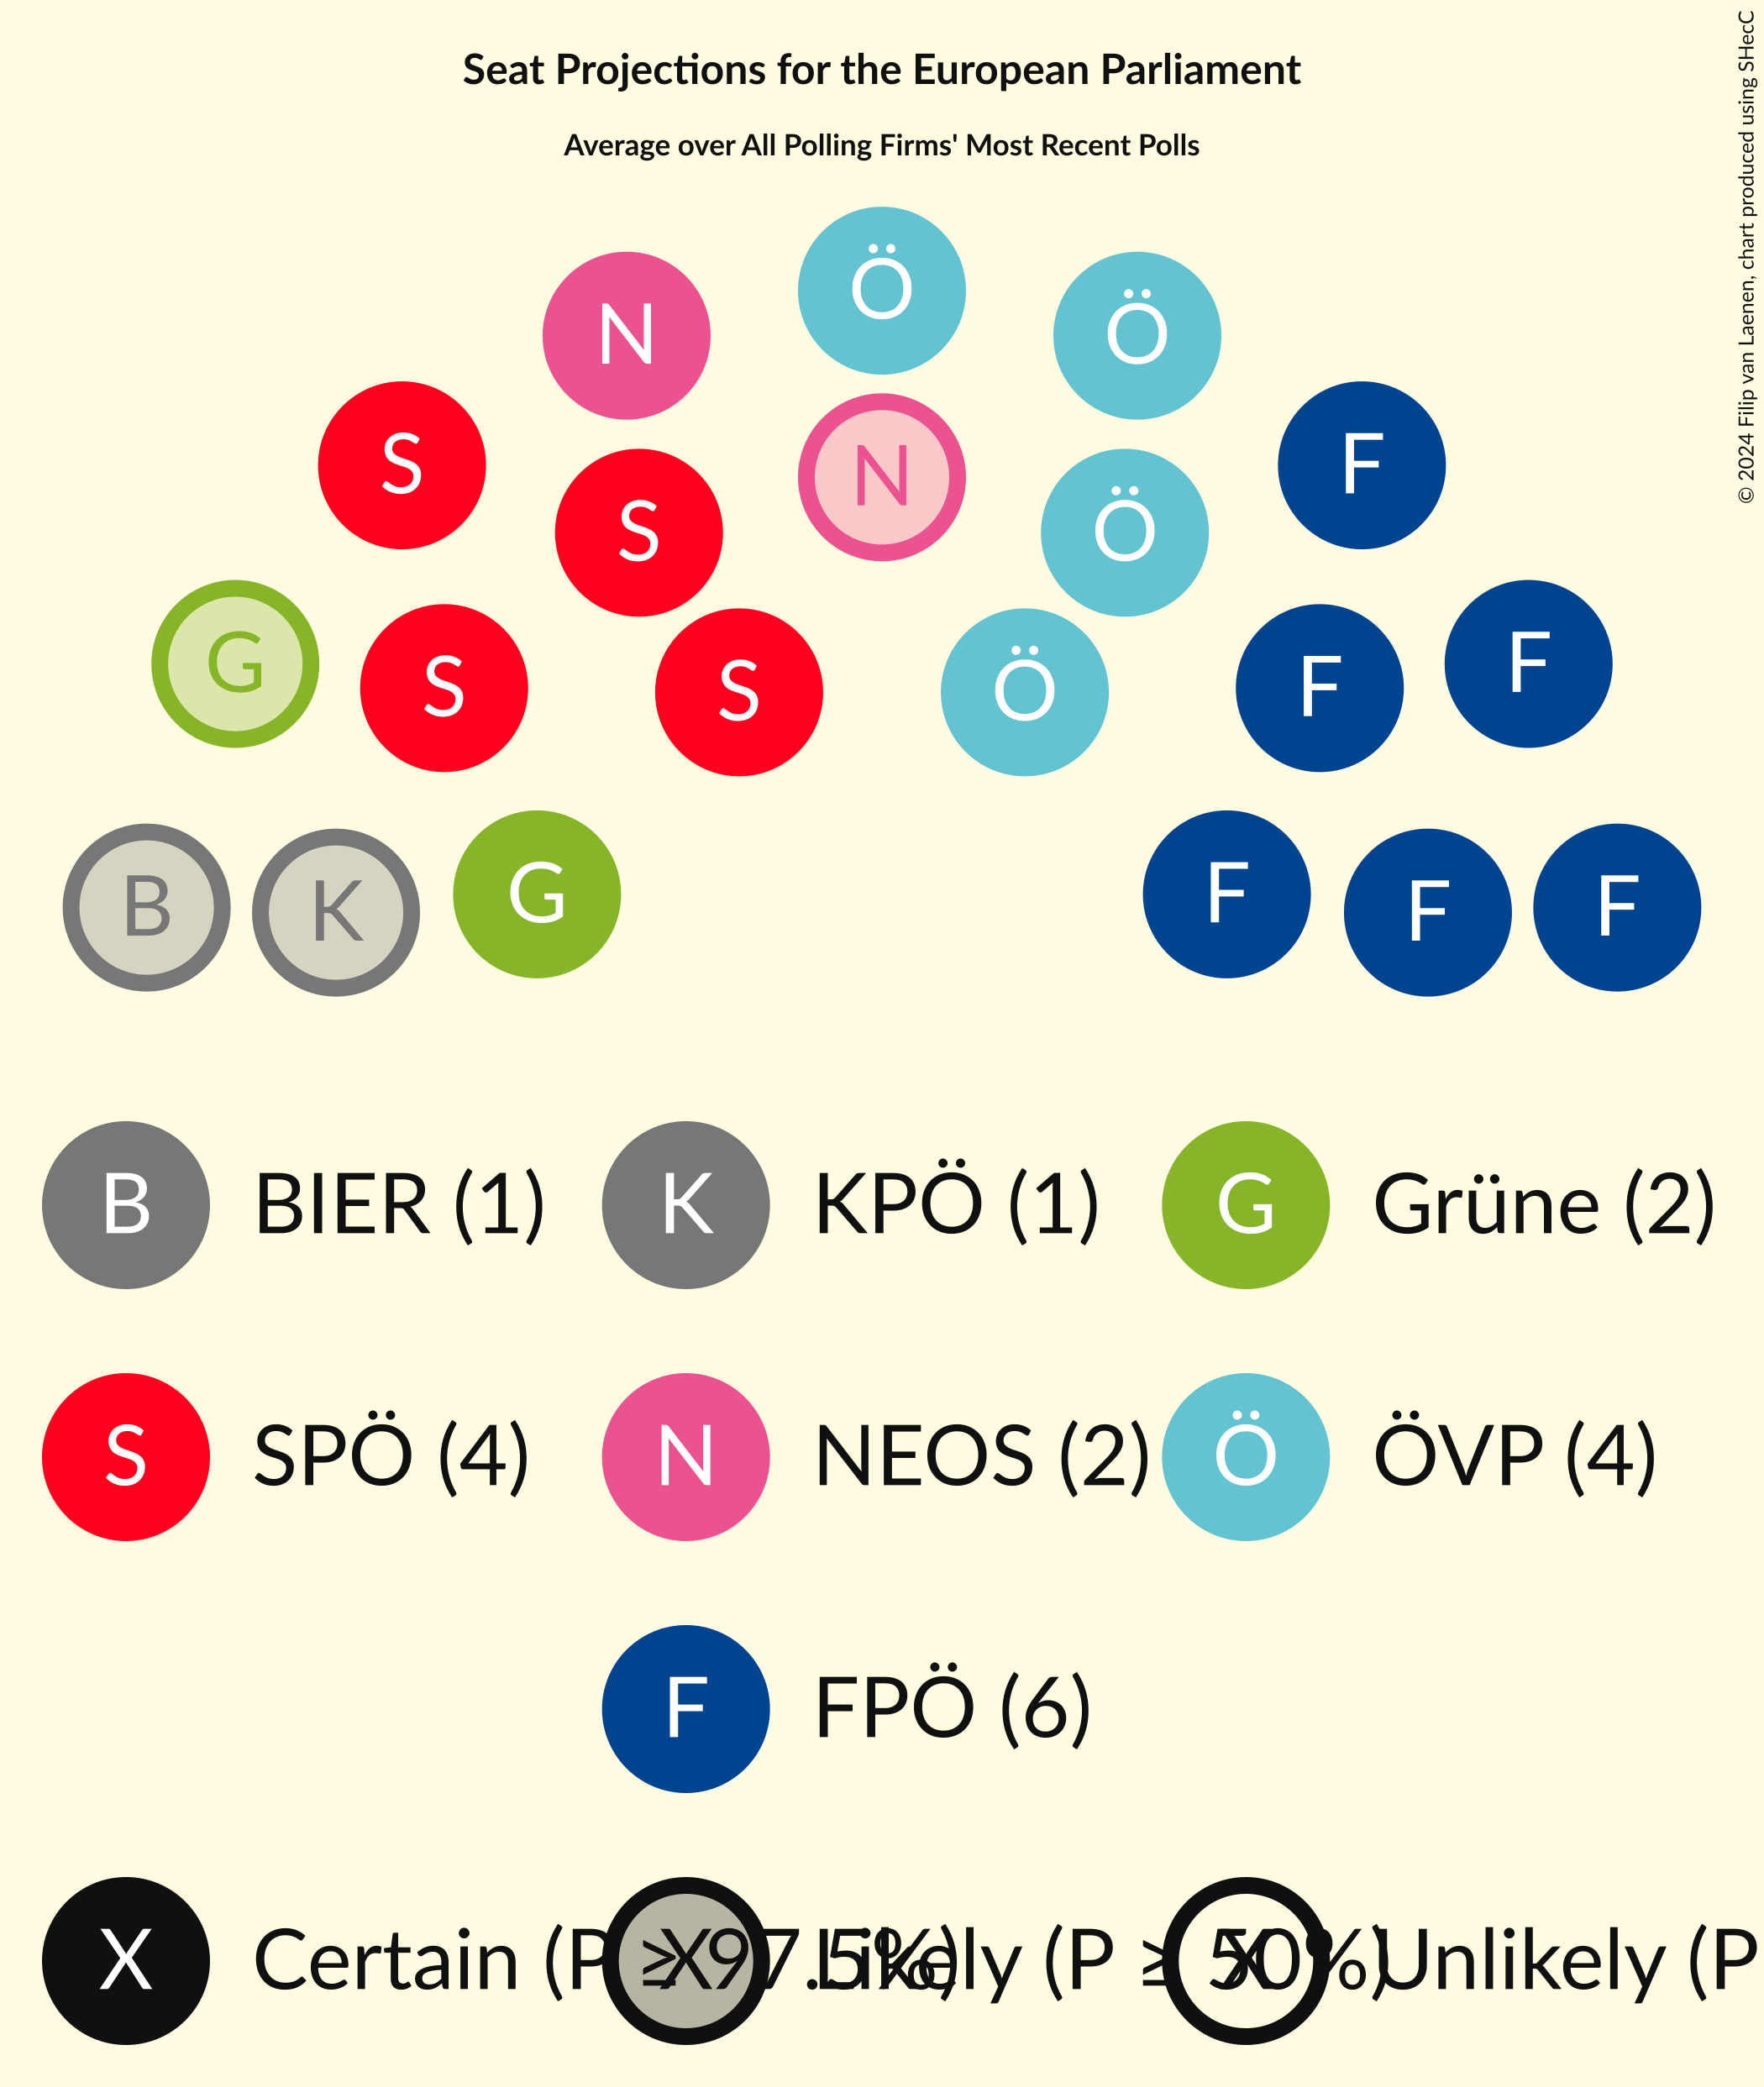 Seat Projections for the European Parliament
Average over All Polling Firms' Most Recent Polls
© 2024 Filip van Laenen, chart produced using SHecC
Ö
N Ö
S N F
S Ö
G F
S S Ö F
B K G F F F
B BIER (1) K KPÖ (1) G Grüne (2)
S SPÖ (4) N NEOS (2) Ö ÖVP (4)
F FPÖ (6)
X Certain (P ≥ 97.5%) X Likely (P ≥ 50%) X Unlikely (P